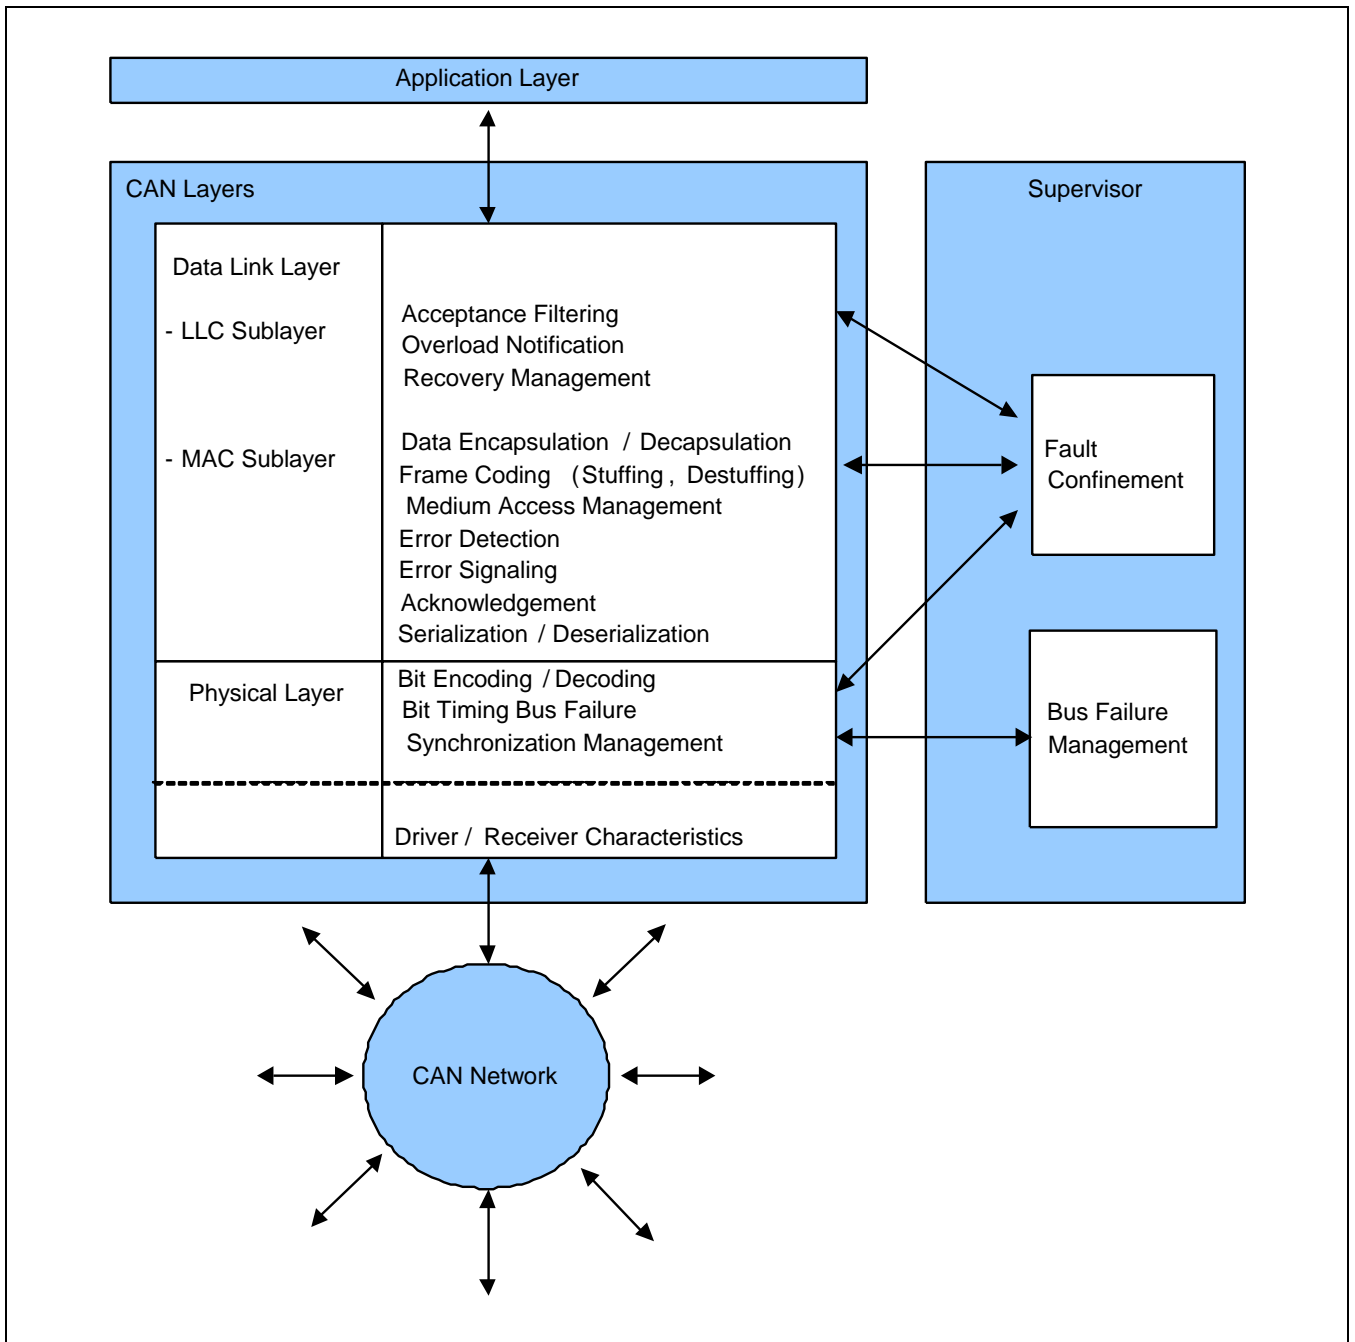 Application Layer
CAN Layers
Supervisor
Data Link Layer
- LLC Sublayer
Acceptance Filtering
Overload Notification
Recovery Management
- MAC Sublayer
Data Encapsulation / Decapsulation
Frame Coding (Stuffing, Destuffing)
Medium Access Management
Error Detection
Error Signaling
Acknowledgement
Serialization / Deserialization
Fault
Confinement
Physical Layer
Bit Encoding / Decoding
Bit Timing Bus Failure
Synchronization Management
Bus Failure
Management
Driver / Receiver Characteristics
CAN Network